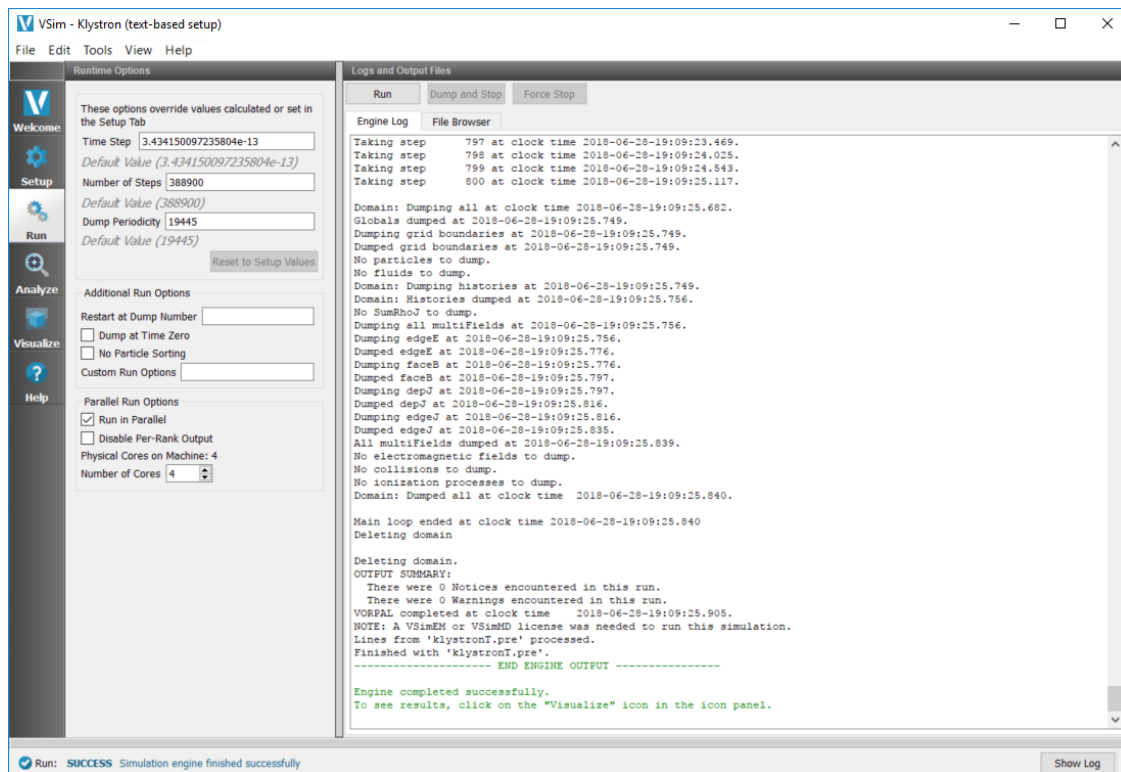 VSim - Klystron (text-based setup)
File Edit Tools View Help
Runtime Options
Logs and Output Files
Welcome
Setup
Run
Analyze
Visualize
Help
These options override values calculated or set in
the Setup Tab
Time Step 3.434150097235804e-13
Default Value (3.434150097235804e-13)
Number of Steps 388900
Default Value (388900)
Dump Periodicity 19445
Default Value (19445)
Reset to Setup Values
Additional Run Options
Restart at Dump Number
Dump at Time Zero
No Particle Sorting
Custom Run Options
Parallel Run Options
Run in Parallel
Disable Per-Rank Output
Physical Cores on Machine: 4
Number of Cores 4
Run Dump and Stop Force Stop
Engine Log File Browser
Taking step 797 at clock time 2018-06-28-19:09:23.469.
Taking step 798 at clock time 2018-06-28-19:09:24.025.
Taking step 799 at clock time 2018-06-28-19:09:24.543.
Taking step 800 at clock time 2018-06-28-19:09:25.117.
Domain: Dumping all at clock time 2018-06-28-19:09:25.682.
Globals dumped at 2018-06-28-19:09:25.749.
Dumping grid boundaries at 2018-06-28-19:09:25.749.
Dumped grid boundaries at 2018-06-28-19:09:25.749.
No particles to dump.
No fluids to dump.
Domain: Dumping histories at 2018-06-28-19:09:25.749.
Domain: Histories dumped at 2018-06-28-19:09:25.756.
No SumRhoJ to dump.
Dumping all multiFields at 2018-06-28-19:09:25.756.
Dumping edgeE at 2018-06-28-19:09:25.756.
Dumped edgeE at 2018-06-28-19:09:25.776.
Dumping faceB at 2018-06-28-19:09:25.776.
Dumped faceB at 2018-06-28-19:09:25.797.
Dumping depJ at 2018-06-28-19:09:25.797.
Dumped depJ at 2018-06-28-19:09:25.816.
Dumping edgeJ at 2018-06-28-19:09:25.816.
Dumped edgeJ at 2018-06-28-19:09:25.835.
All multiFields dumped at 2018-06-28-19:09:25.839.
No electromagnetic fields to dump.
No collisions to dump.
No ionization processes to dump.
Domain: Dumped all at clock time 2018-06-28-19:09:25.840.
Main loop ended at clock time 2018-06-28-19:09:25.840
Deleting domain
Deleting domain.
OUTPUT SUMMARY:
There were 0 Notices encountered in this run.
There were 0 Warnings encountered in this run.
VORPAL completed at clock time 2018-06-28-19:09:25.905.
NOTE: A VSimEM or VSimMD license was needed to run this simulation.
Lines from 'klystronT.pre' processed.
Finished with 'klystronT.pre'.
--------------------- END ENGINE OUTPUT ----------------
Engine completed successfully.
To see results, click on the "Visualize" icon in the icon panel.
Run: SUCCESS Simulation engine finished successfully
Show Log